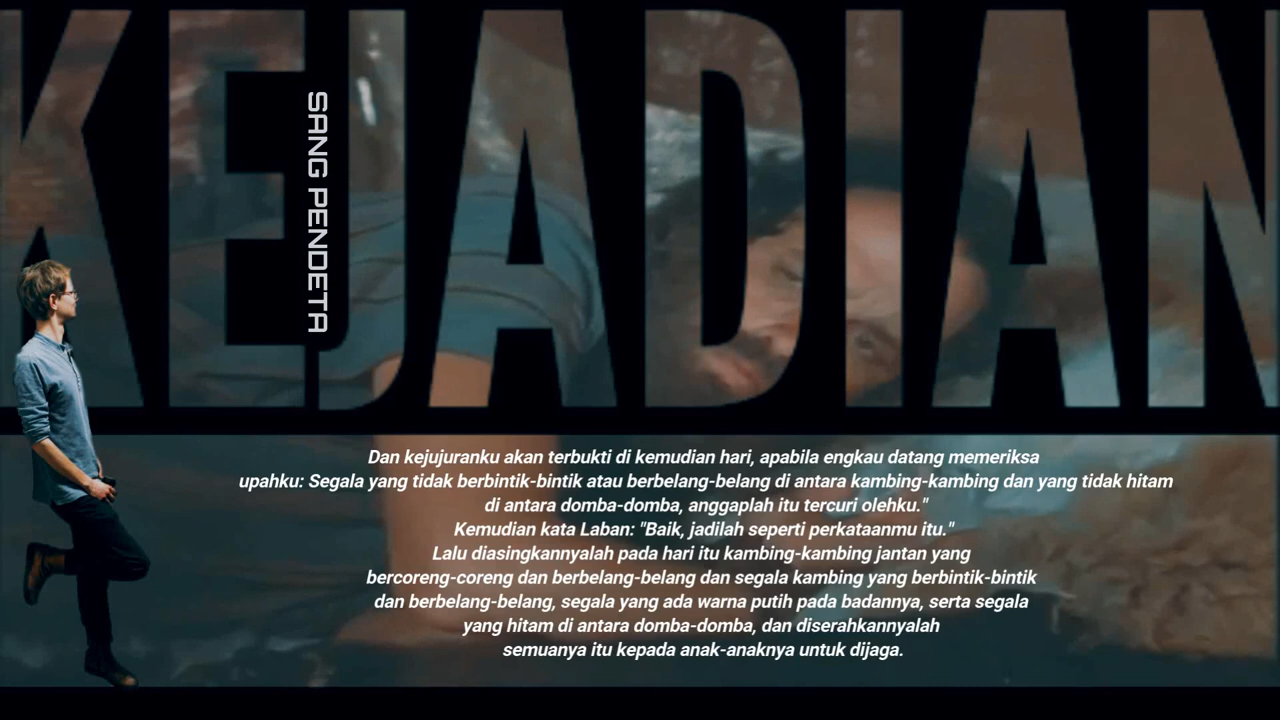 KEJADIAN
SANG PENDETA
Dan kejujuranku akan terbukti di kemudian hari, apabila engkau datang memeriksa
upahku: Segala yang tidak berbintik-bintik atau berbelang-belang di antara kambing-kambing dan yang tidak hitam
di antara domba-domba, anggaplah itu tercuri olehku."
Kemudian kata Laban: "Baik, jadilah seperti perkataanmu itu."
Lalu diasingkannyalah pada hari itu kambing-kambing jantan yang
bercoreng-coreng dan berbelang-belang dan segala kambing yang berbintik-bintik
dan berbelang-belang, segala yang ada warna putih pada badannya, serta segala
yang hitam di antara domba-domba, dan diserahkannyalah
semuanya itu kepada anak-anaknya untuk dijaga.